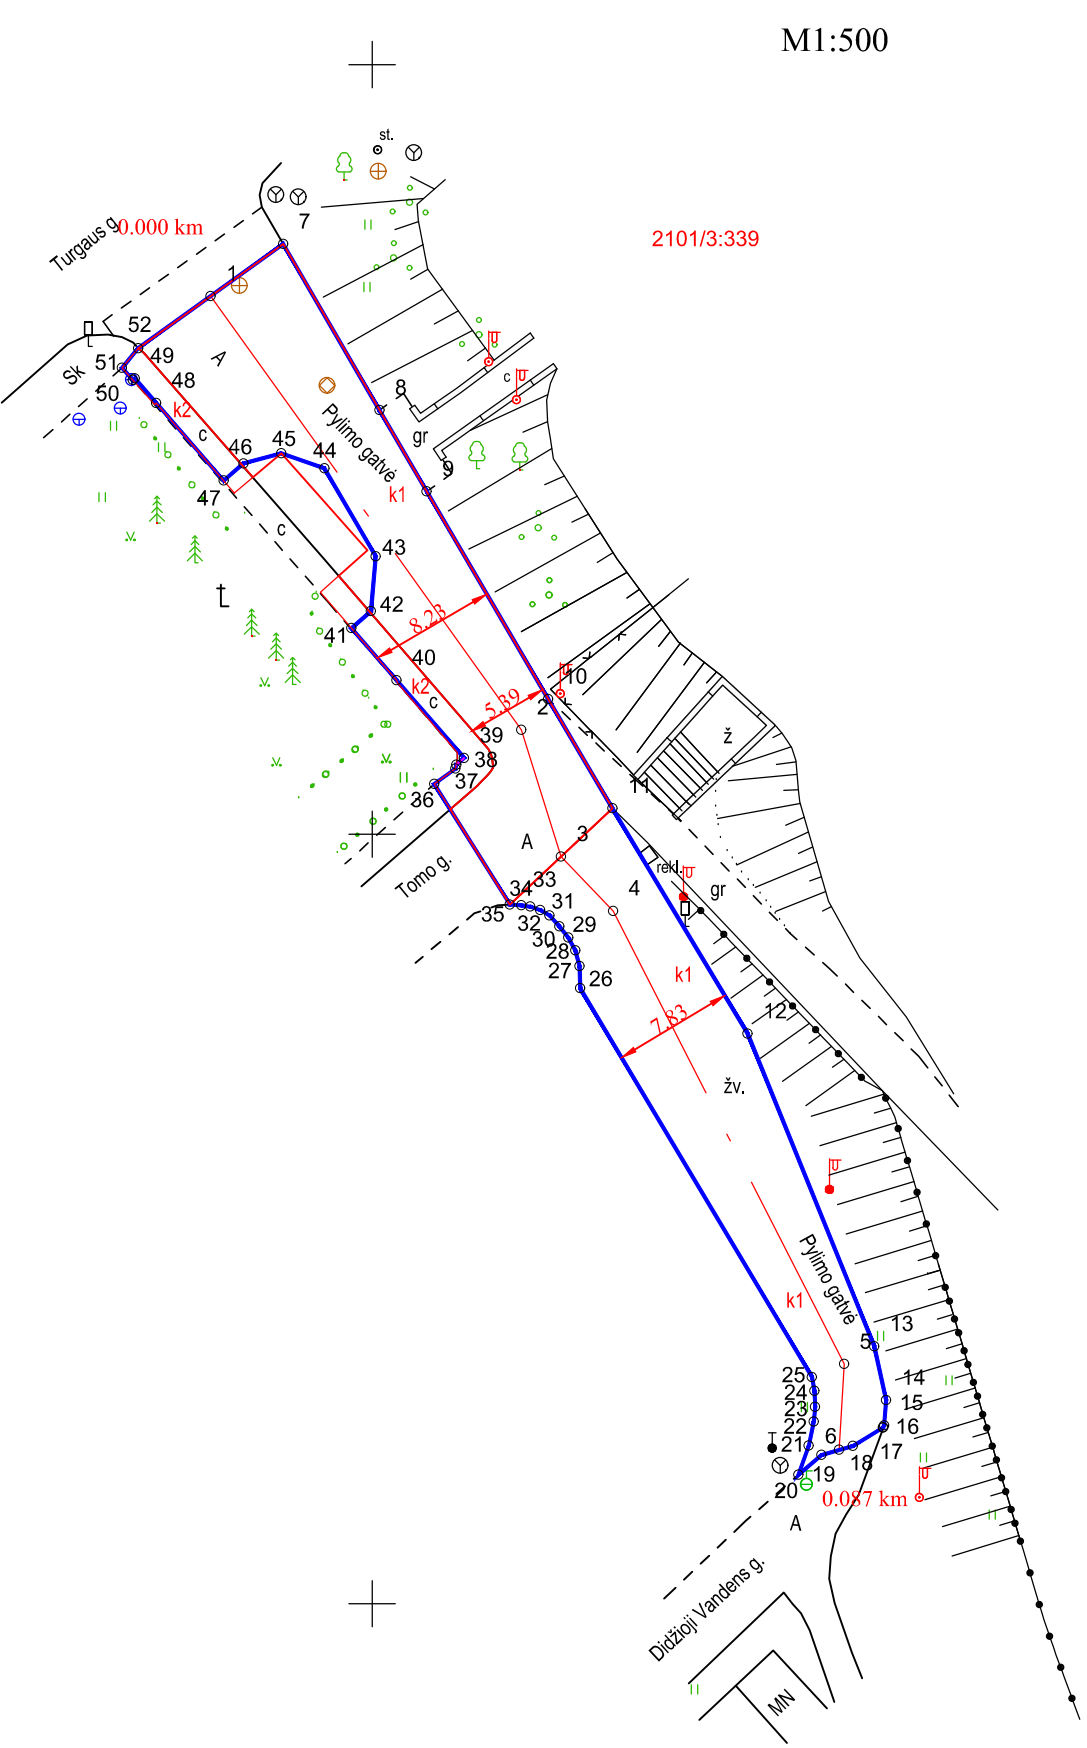 M1:500
st.
7
Turgaus g.
0.000 km
2101/3:339
1
52
A
51
49
Sk
48
50
k2
c
8
c
Pylimo gatvė
gr
46
45
44
9
47
k1
c
43
t
42
8.23
41
40
10
k2
c
5.39
2
39
ž
38
37
36
11
A
3
Tomo g.
rekl.
33
4
gr
34
35
31
32
29
30
28
27
26
k1
12
7.83
žv.
Pylimo gatvė
k1
13
5
25
14
24
15
23
16
22
6
21
17
18
19
20
0.087 km
A
Didžioji Vandens g.
MN